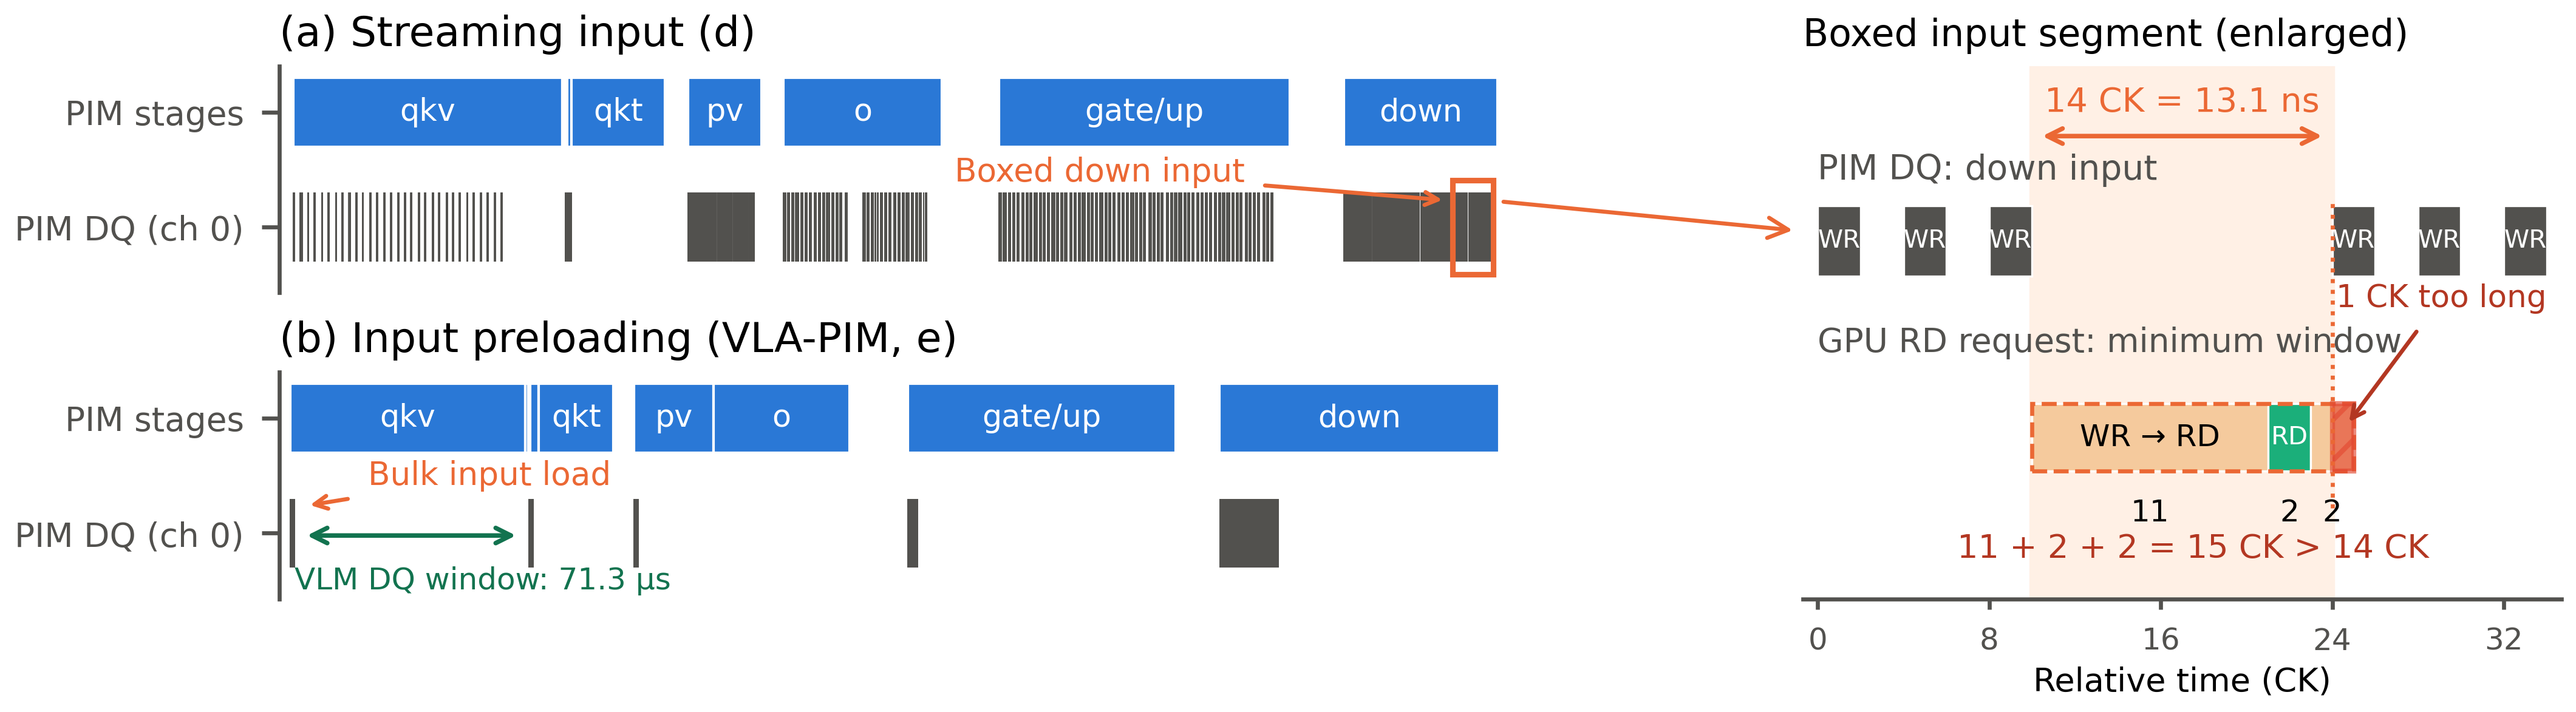 (a) Streaming input (d)
PIM stages
qkv
qkt
pv
o
gate/up
down
Boxed down input
PIM DQ (ch 0)
(b) Input preloading (VLA-PIM, e)
PIM stages
qkv
qkt
pv
o
gate/up
down
Bulk input load
PIM DQ (ch 0)
VLM DQ window: 71.3 µs
Boxed input segment (enlarged)
14 CK = 13.1 ns
PIM DQ: down input
WR
WR
WR
WR
WR
WR
1 CK too long
GPU RD request: minimum window
WR → RD
RD
11
2
2
11 + 2 + 2 = 15 CK > 14 CK
0
8
16
24
32
Relative time (CK)